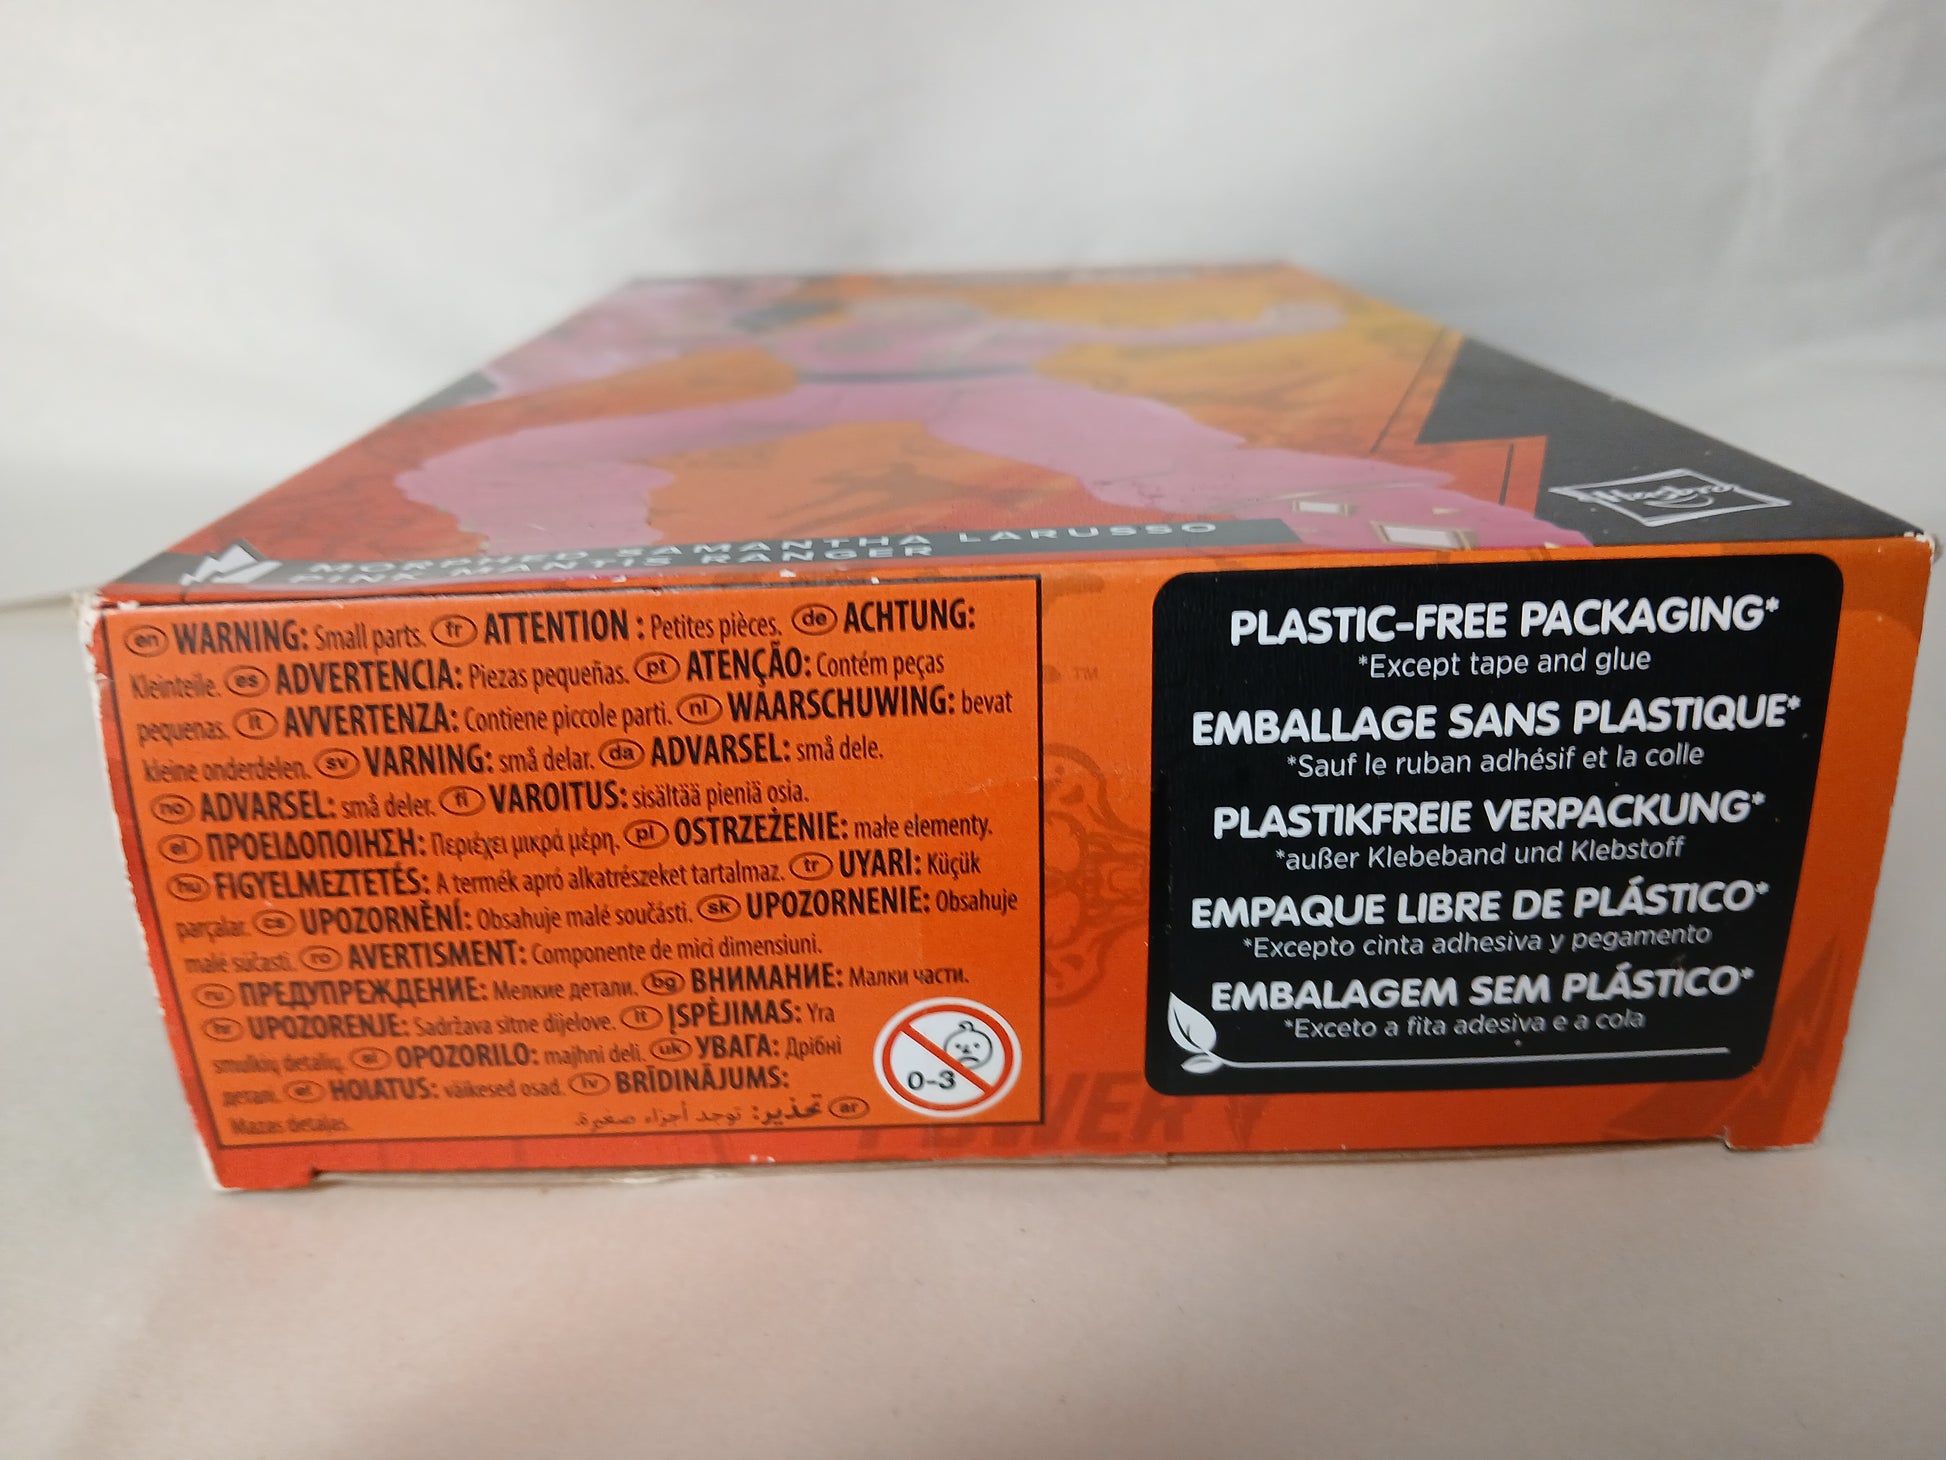 Hasbro
MORPHED SAMANTHA LARUSSO
PINK MANTIS RANGER
en WARNING: Small parts. fr ATTENTION : Petites pièces. de ACHTUNG:
Kleinteile. es ADVERTENCIA: Piezas pequeñas. pt ATENÇÃO: Contém peças
pequenas. it AVVERTENZA: Contiene piccole parti. nl WAARSCHUWING: bevat
kleine onderdelen. sv VARNING: små delar. da ADVARSEL: små dele.
no ADVARSEL: små deler. fi VAROITUS: sisältää pieniä osia.
el ΠΡΟΕΙΔΟΠΟΙΗΣΗ: Περιέχει μικρά μέρη. pl OSTRZEŻENIE: małe elementy.
hu FIGYELMEZTETÉS: A termék apró alkatrészeket tartalmaz. tr UYARI: Küçük
parçalar. cs UPOZORNĚNÍ: Obsahuje malé součásti. sk UPOZORNENIE: Obsahuje
malé súčasti. ro AVERTISMENT: Componente de mici dimensiuni.
ru ПРЕДУПРЕЖДЕНИЕ: Мелкие детали. bg ВНИМАНИЕ: Малки части.
hr UPOZORENJE: Sadržava sitne dijelove. lt ĮSPĖJIMAS: Yra
smulkių detalių. sl OPOZORILO: majhni deli. uk УВАГА: Дрібні
деталі. et HOIATUS: väikesed osad. lv BRĪDINĀJUMS:
Mazas detaļas.
ar تحذير: توجد أجزاء صغيرة.
0-3
TM
POWER
PLASTIC-FREE PACKAGING*
*Except tape and glue
EMBALLAGE SANS PLASTIQUE*
*Sauf le ruban adhésif et la colle
PLASTIKFREIE VERPACKUNG*
*außer Klebeband und Klebstoff
EMPAQUE LIBRE DE PLÁSTICO*
*Excepto cinta adhesiva y pegamento
EMBALAGEM SEM PLÁSTICO*
*Exceto a fita adesiva e a cola